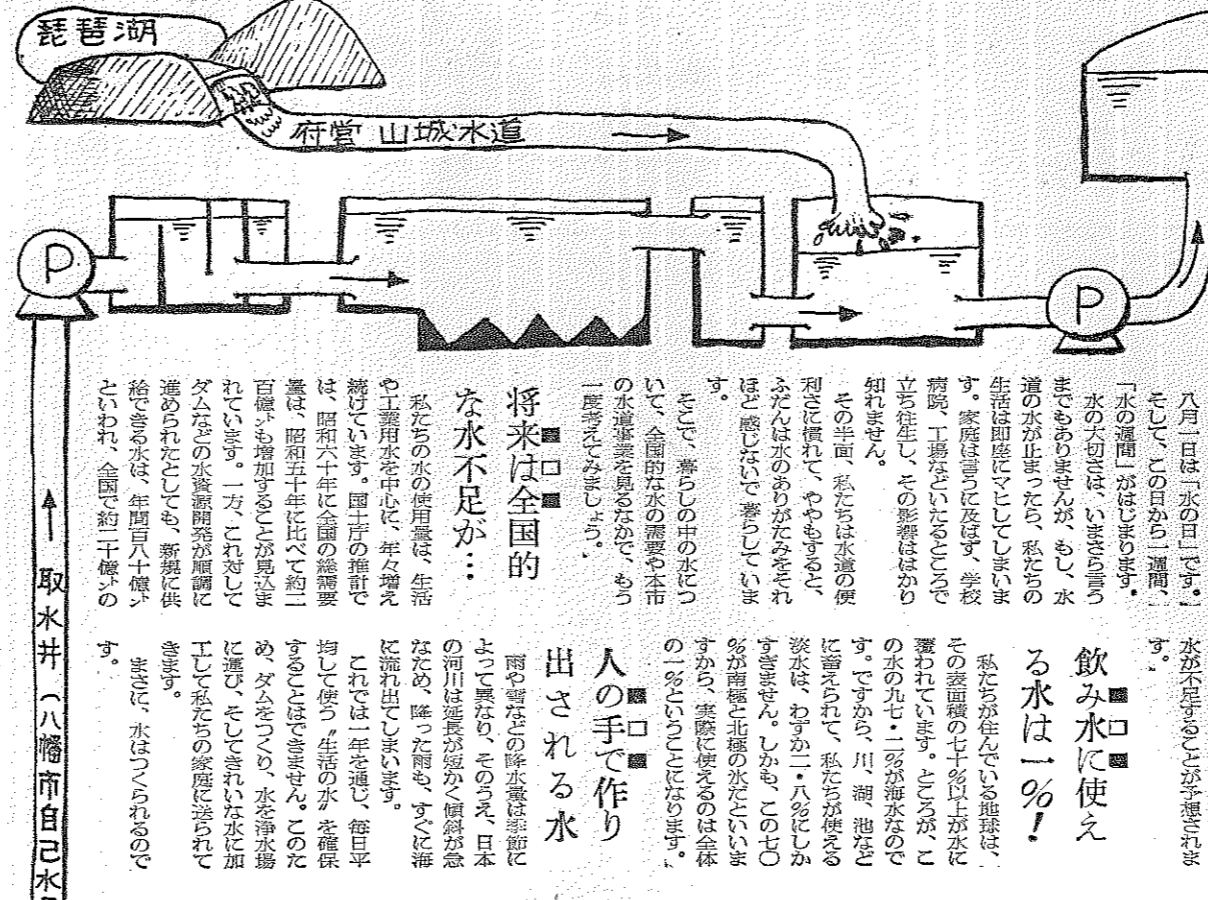 琵琶湖
府営 山城水道
P
P
取水井（八幡市自己水
八月一日は「水の日」です。
そして、この日から一週間、
「水の週間」がはじまります。
水の大切さは、いまさら言う
までもありませんが、もし、水
道の水が止まったら、私たちの
生活は即座にマヒしてしまいま
す。家庭は言うに及ばず、学校
病院、工場などいたるところで
立ち往生し、その影響ははかり
知れません。
その半面、私たちは水道の便
利さに慣れて、ややもすると、
ふだんは水のありがたみをそれ
ほど感じないで暮らしていま
す。
そこで、暮らしの中の水につ
いて、全国的な水の需要や本市
の水道事業を見るなかで、もう
一度考えてみましょう。
将来は全国的
な水不足が…
私たちの水の使用量は、生活
や工業用水を中心に、年々増え
続けています。国土庁の推計で
は、昭和六十年に全国の総需要
量は、昭和五十年に比べて約二
百億㌧も増加することが見込ま
れています。一方、これ対して
ダムなどの水資源開発が順調に
進められたとしても、新規に供
給できる水は、年間百八十億㌧
といわれ、全国で約二十億㌧の
水が不足することが予想されま
す。
飲み水に使え
る水は一％！
私たちが住んでいる地球は、
その表面積の七十％以上が水に
覆われています。ところが、こ
の水の九七・二％が海水なので
す。ですから、川、湖、池など
に蓄えられて、私たちが使える
淡水は、わずか二・八％にしか
すぎません。しかも、この七〇
％が南極と北極の氷だといいま
すから、実際に使えるのは全体
の一％ということになります。
人の手で作り
出される水
雨や雪などの降水量は季節に
よって異なり、そのうえ、日本
の河川は延長が短かく傾斜が急
なため、降った雨も、すぐに海
に流れ出てしまいます。
これでは一年を通じ、毎日平
均して使う〝生活の水〟を確保
することはできません。このた
め、ダムをつくり、水を浄水場
に運び、そしてきれいな水に加
工して私たちの家庭に送られて
きます。
まさに、水はつくられるので
す。